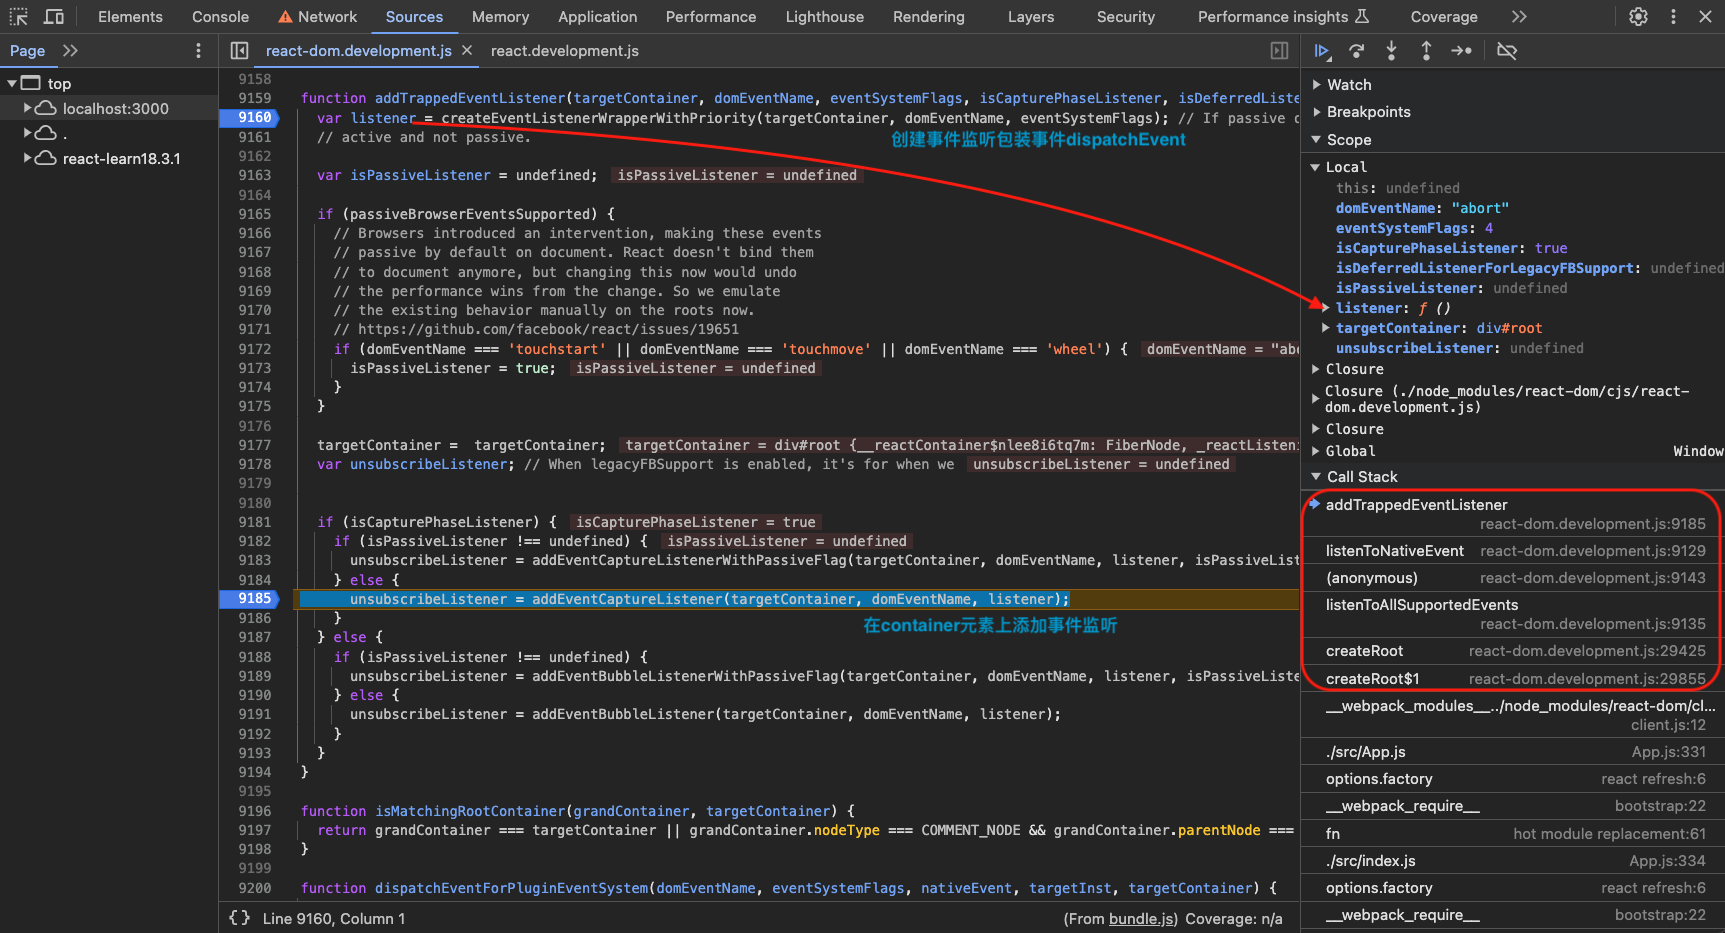 Elements Console Network Sources Memory Application Performance Lighthouse Rendering Layers Security Performance insights Coverage
Page
react-dom.development.js react.development.js
top
localhost:3000
.
react-learn18.3.1
9158
9159 function addTrappedEventListener(targetContainer, domEventName, eventSystemFlags, isCapturePhaseListener, isDeferredListe
9160 var listener = createEventListenerWrapperWithPriority(targetContainer, domEventName, eventSystemFlags); // If passive
9161 // active and not passive.
创建事件监听包装事件dispatchEvent
9162
9163 var isPassiveListener = undefined; isPassiveListener = undefined
9164
9165 if (passiveBrowserEventsSupported) {
9166 // Browsers introduced an intervention, making these events
9167 // passive by default on document. React doesn't bind them
9168 // to document anymore, but changing this now would undo
9169 // the performance wins from the change. So we emulate
9170 // the existing behavior manually on the roots now.
9171 // https://github.com/facebook/react/issues/19651
9172 if (domEventName === 'touchstart' || domEventName === 'touchmove' || domEventName === 'wheel') { domEventName = "abo
9173 isPassiveListener = true; isPassiveListener = undefined
9174 }
9175 }
9176
9177 targetContainer =  targetContainer; targetContainer = div#root {__reactContainer$nlee8i6tq7m: FiberNode, _reactListeni
9178 var unsubscribeListener; // When legacyFBSupport is enabled, it's for when we unsubscribeListener = undefined
9179
9180
9181 if (isCapturePhaseListener) { isCapturePhaseListener = true
9182 if (isPassiveListener !== undefined) { isPassiveListener = undefined
9183 unsubscribeListener = addEventCaptureListenerWithPassiveFlag(targetContainer, domEventName, listener, isPassiveList
9184 } else {
9185 unsubscribeListener = addEventCaptureListener(targetContainer, domEventName, listener);
9186 }
在container元素上添加事件监听
9187 } else {
9188 if (isPassiveListener !== undefined) {
9189 unsubscribeListener = addEventBubbleListenerWithPassiveFlag(targetContainer, domEventName, listener, isPassiveListe
9190 } else {
9191 unsubscribeListener = addEventBubbleListener(targetContainer, domEventName, listener);
9192 }
9193 }
9194 }
9195
9196 function isMatchingRootContainer(grandContainer, targetContainer) {
9197 return grandContainer === targetContainer || grandContainer.nodeType === COMMENT_NODE && grandContainer.parentNode ===
9198 }
9199
9200 function dispatchEventForPluginEventSystem(domEventName, eventSystemFlags, nativeEvent, targetInst, targetContainer) {
{} Line 9160, Column 1 (From bundle.js) Coverage: n/a
Watch
Breakpoints
Scope
Local
this: undefined
domEventName: "abort"
eventSystemFlags: 4
isCapturePhaseListener: true
isDeferredListenerForLegacyFBSupport: undefined
isPassiveListener: undefined
listener: ƒ ()
targetContainer: div#root
unsubscribeListener: undefined
Closure
Closure (./node_modules/react-dom/cjs/react-
dom.development.js)
Closure
Global Window
Call Stack
addTrappedEventListener
react-dom.development.js:9185
listenToNativeEvent react-dom.development.js:9129
(anonymous) react-dom.development.js:9143
listenToAllSupportedEvents
react-dom.development.js:9135
createRoot react-dom.development.js:29425
createRoot$1 react-dom.development.js:29855
__webpack_modules__../node_modules/react-dom/cl...
client.js:12
./src/App.js App.js:331
options.factory react refresh:6
__webpack_require__ bootstrap:22
fn hot module replacement:61
./src/index.js App.js:334
options.factory react refresh:6
__webpack_require__ bootstrap:22